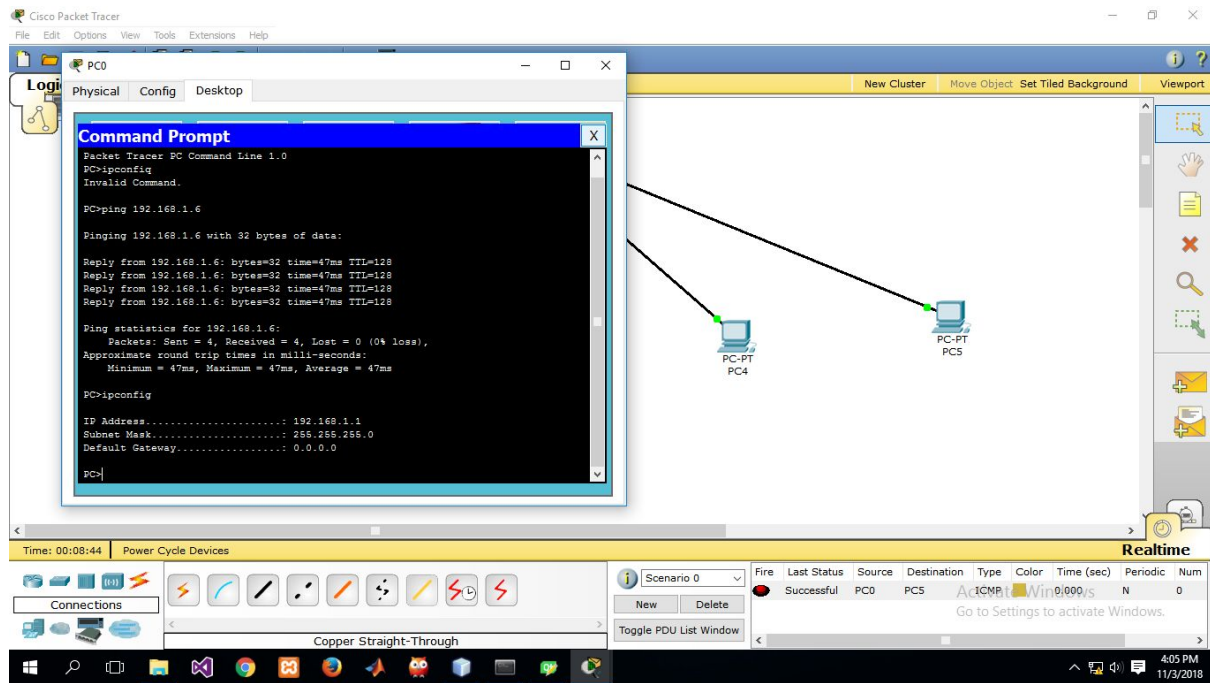 Cisco Packet Tracer
File Edit Options View Tools Extensions Help
PC0
Logi
New Cluster Move Object Set Tiled Background Viewport
Physical Config Desktop
Command Prompt X
Packet Tracer PC Command Line 1.0
PC>ipconfiq
Invalid Command.
PC>ping 192.168.1.6
Pinging 192.168.1.6 with 32 bytes of data:
Reply from 192.168.1.6: bytes=32 time=47ms TTL=128
Reply from 192.168.1.6: bytes=32 time=47ms TTL=128
Reply from 192.168.1.6: bytes=32 time=47ms TTL=128
Reply from 192.168.1.6: bytes=32 time=47ms TTL=128
Ping statistics for 192.168.1.6:
Packets: Sent = 4, Received = 4, Lost = 0 (0% loss),
Approximate round trip times in milli-seconds:
Minimum = 47ms, Maximum = 47ms, Average = 47ms
PC>ipconfig
IP Address......................: 192.168.1.1
Subnet Mask.....................: 255.255.255.0
Default Gateway.................: 0.0.0.0
PC>
PC-PT
PC4
PC-PT
PC5
Time: 00:08:44 Power Cycle Devices
Realtime
Connections
Copper Straight-Through
Scenario 0
New Delete
Toggle PDU List Window
Fire Last Status Source Destination Type Color Time (sec) Periodic Num
Successful PC0 PC5 ICMP 0.000 N 0
Activate Windows
Go to Settings to activate Windows.
4:05 PM
11/3/2018